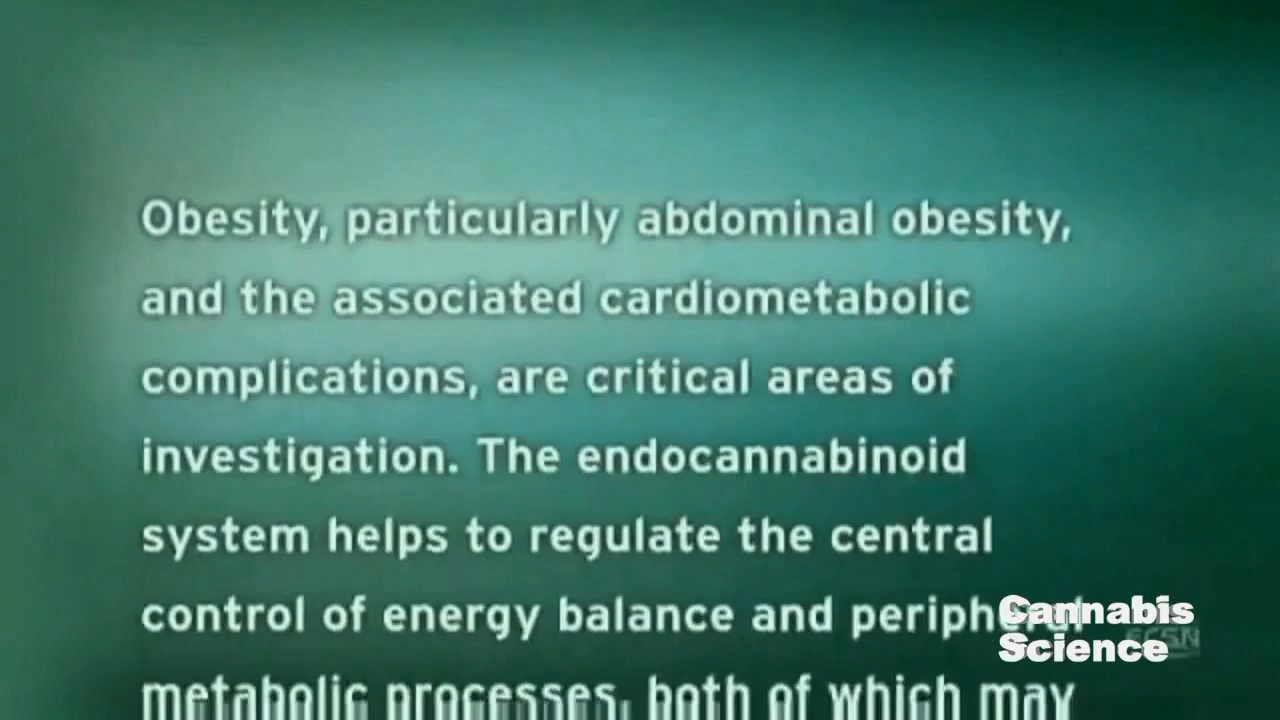 Obesity, particularly abdominal obesity,
and the associated cardiometabolic
complications, are critical areas of
investigation. The endocannabinoid
system helps to regulate the central
control of energy balance and peripheral
metabolic processes, both of which may
Cannabis
Science
ECSN